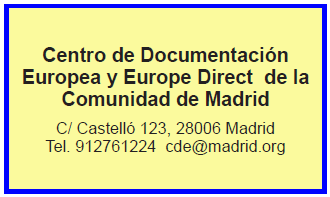 Centro de Documentación
Europea y Europe Direct de la
Comunidad de Madrid
C/ Castelló 123, 28006 Madrid
Tel. 912761224 cde@madrid.org